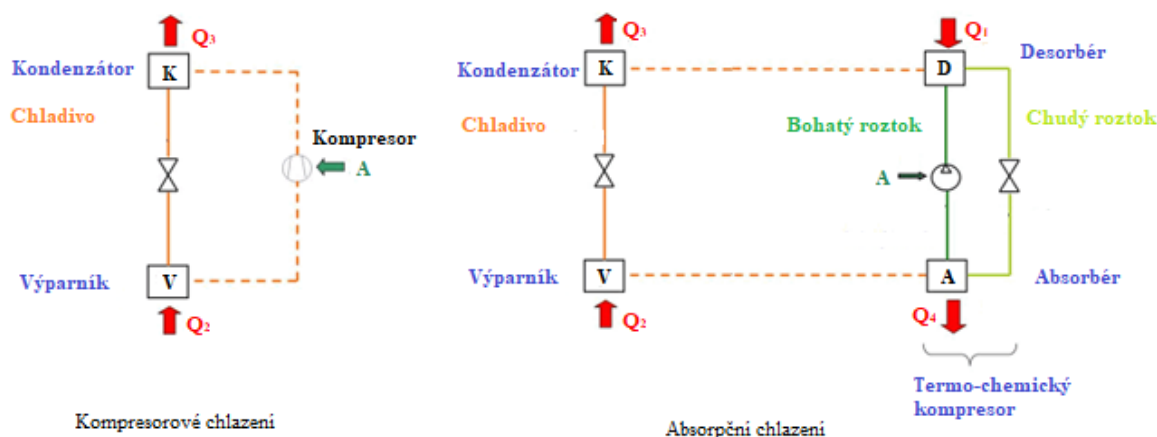 Q3
Kondenzátor
K
Chladivo
Kompresor
A
Výparník
V
Q2
Kompresorové chlazení
Q3
Q1
Kondenzátor
K
D
Desorbér
Chladivo
Bohatý roztok
Chudý roztok
A
Výparník
V
A
Absorbér
Q2
Q4
Termo-chemický
kompresor
Absorpční chlazení